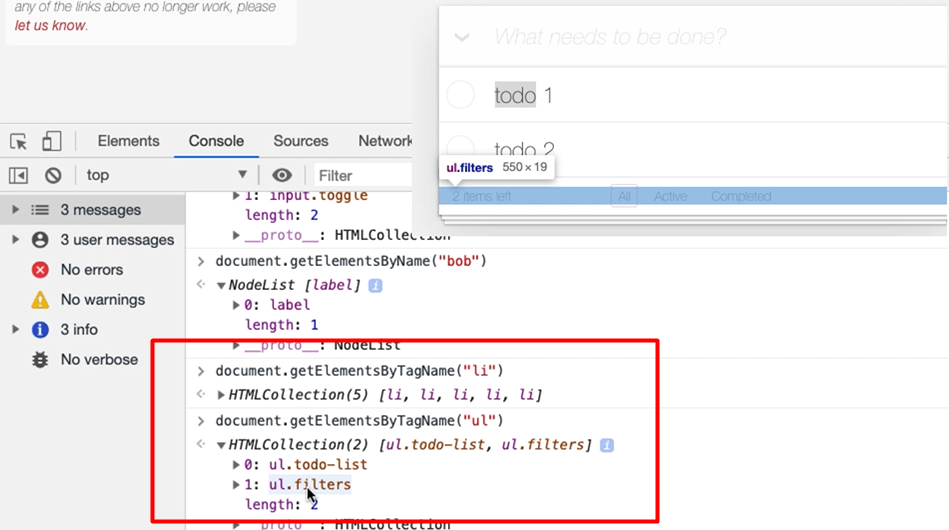 any of the links above no longer work, please
let us know.
What needs to be done?
todo 1
todo 2
ul.filters 550 × 19
2 items left All Active Completed
Elements Console Sources Network
top Filter
3 messages
3 user messages
No errors
No warnings
3 info
No verbose
1: input.toggle
length: 2
__proto__: HTMLCollection
document.getElementsByName("bob")
NodeList [label] i
0: label
length: 1
__proto__: NodeList
document.getElementsByTagName("li")
HTMLCollection(5) [li, li, li, li, li]
document.getElementsByTagName("ul")
HTMLCollection(2) [ul.todo-list, ul.filters] i
0: ul.todo-list
1: ul.filters
length: 2
__proto__: HTMLCollection